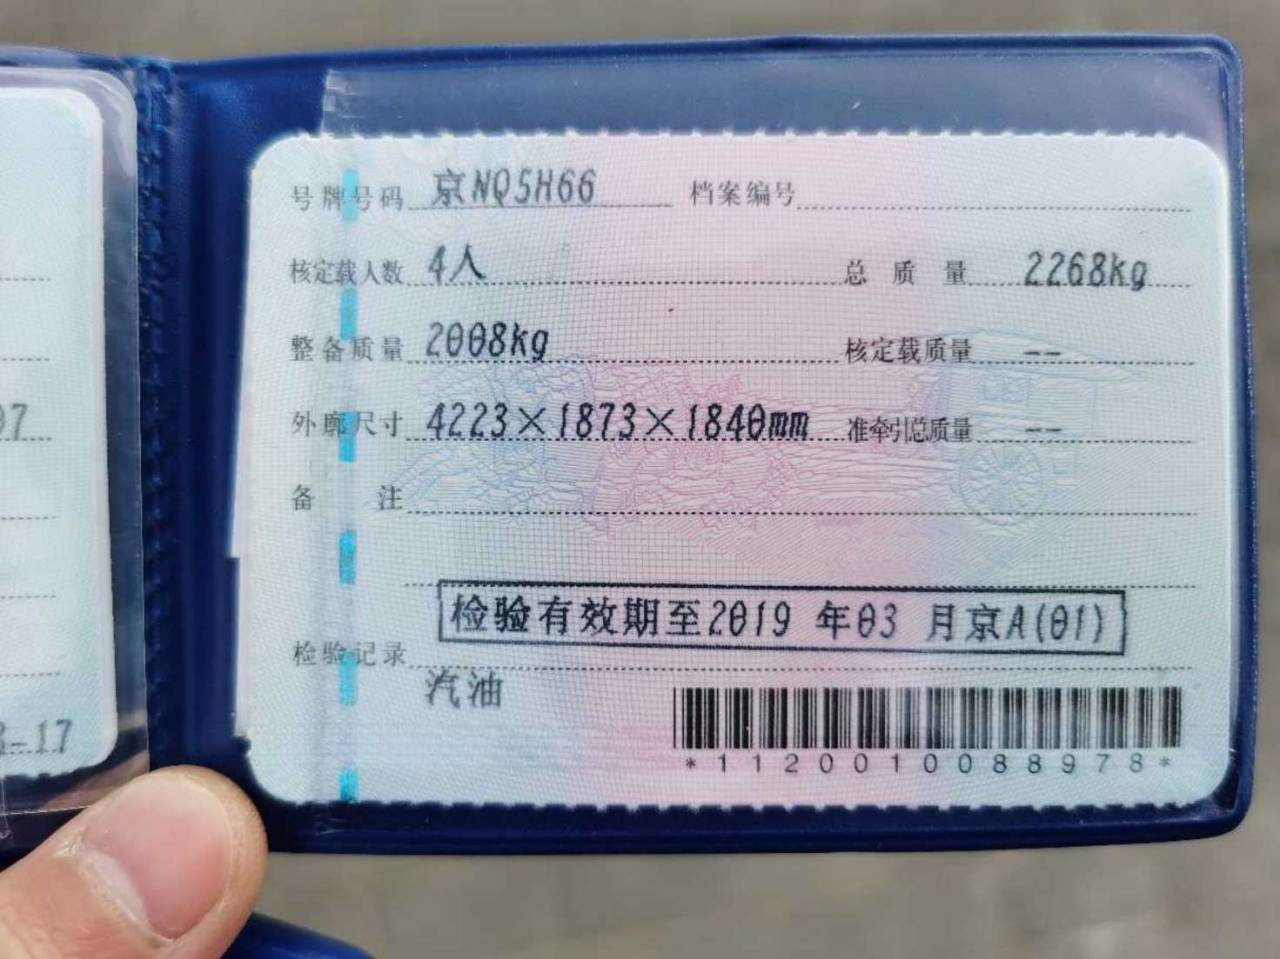 号牌号码 京NQ5H66 档案编号
核定载人数 4人 总质量 2268kg
整备质量 2008kg 核定载质量 --
外廓尺寸 4223×1873×1840mm 准牵引总质量 --
备注
检验有效期至2019 年03 月京A(01)
检验记录
汽油
*1120010088978*
97
-17